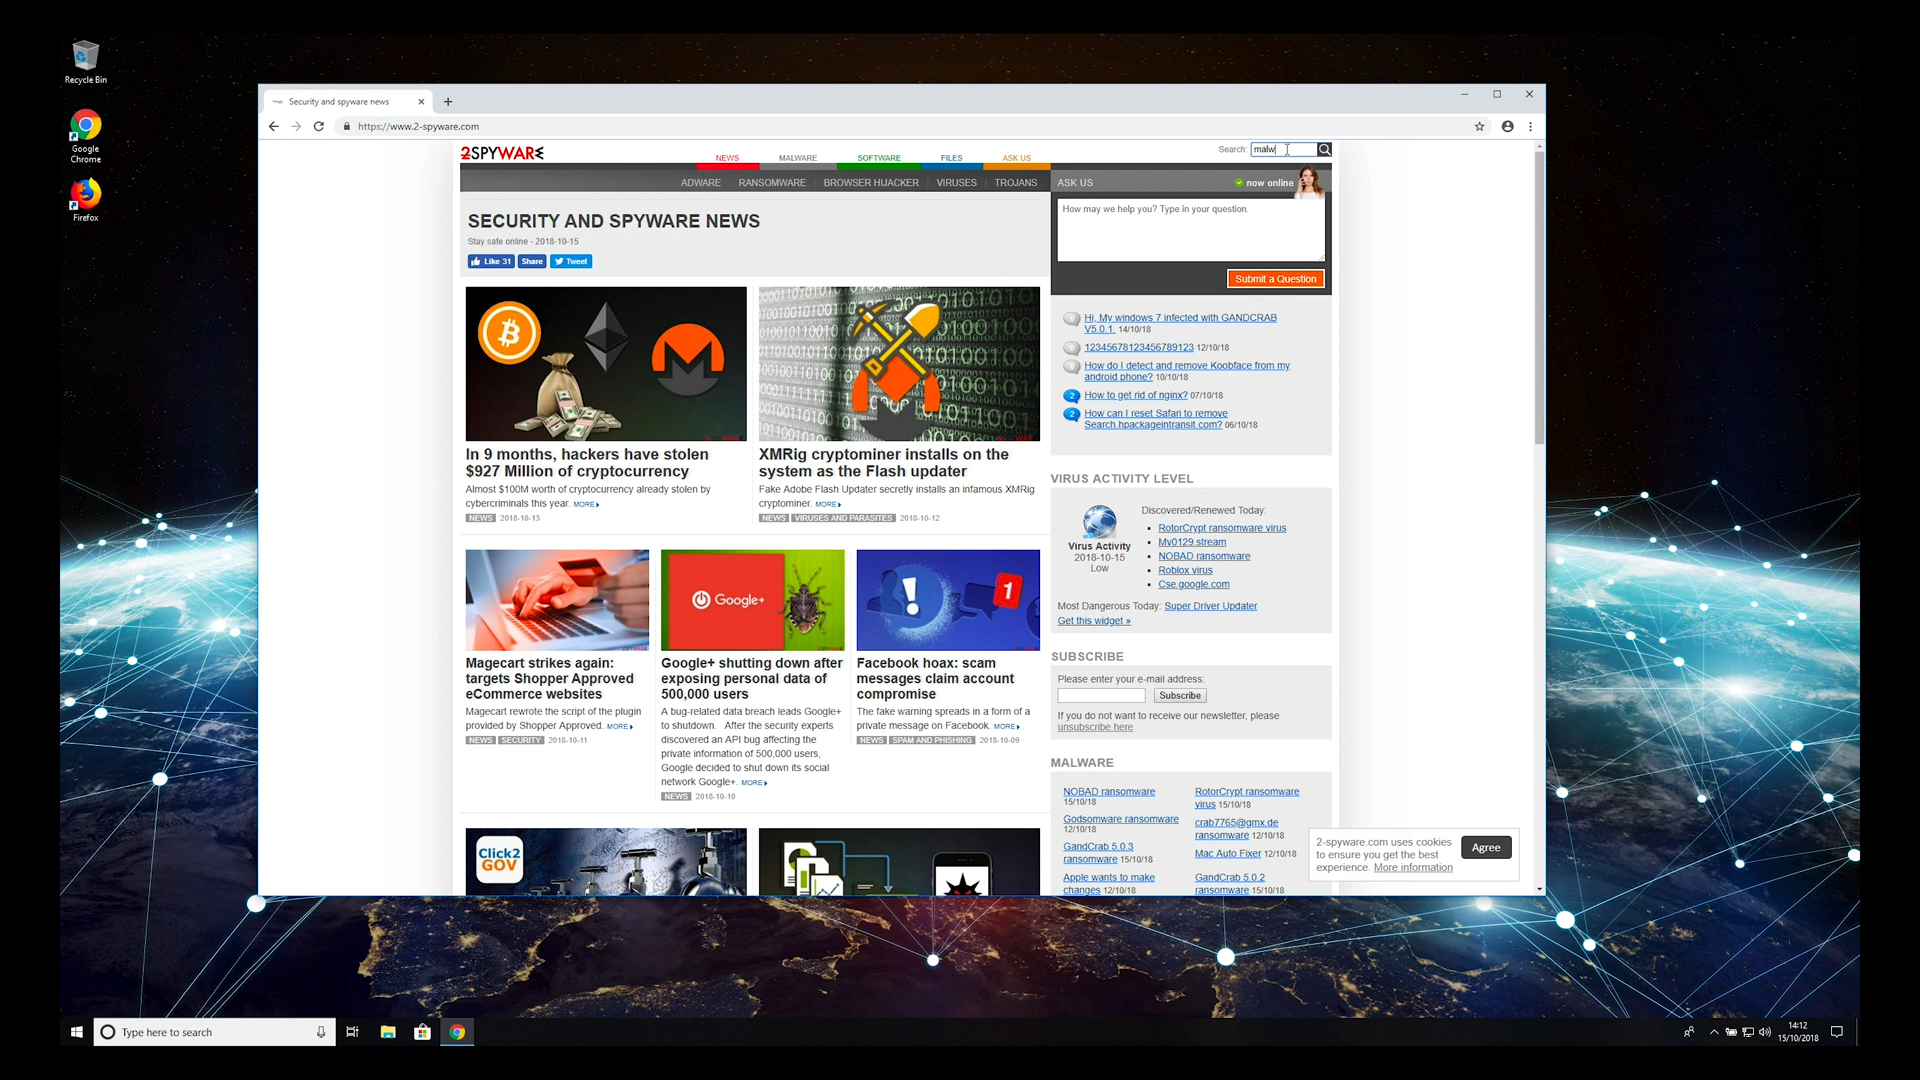 Recycle Bin
Google
Chrome
Firefox
Security and spyware news
https://www.2-spyware.com
2SPYWARE
NEWS
MALWARE
SOFTWARE
FILES
ASK US
Search:
malw
ADWARE
RANSOMWARE
BROWSER HIJACKER
VIRUSES
TROJANS
SECURITY AND SPYWARE NEWS
Stay safe online - 2018-10-15
Like 31
Share
Tweet
In 9 months, hackers have stolen
$927 Million of cryptocurrency
Almost $100M worth of cryptocurrency already stolen by
cybercriminals this year. MORE
NEWS 2018-10-13
XMRig cryptominer installs on the
system as the Flash updater
Fake Adobe Flash Updater secretly installs an infamous XMRig
cryptominer. MORE
NEWS VIRUSES AND PARASITES 2018-10-12
Google+
1
Magecart strikes again:
targets Shopper Approved
eCommerce websites
Magecart rewrote the script of the plugin
provided by Shopper Approved. MORE
NEWS SECURITY 2018-10-11
Google+ shutting down after
exposing personal data of
500,000 users
A bug-related data breach leads Google+
to shutdown. After the security experts
discovered an API bug affecting the
private information of 500,000 users,
Google decided to shut down its social
network Google+. MORE
NEWS 2018-10-10
Facebook hoax: scam
messages claim account
compromise
The fake warning spreads in a form of a
private message on Facebook. MORE
NEWS SPAM AND PHISHING 2018-10-09
Click2
GOV
ASK US
now online
How may we help you? Type in your question.
Submit a Question
0 Hi, My windows 7 infected with GANDCRAB
V5.0.1. 14/10/18
0 12345678123456789123 12/10/18
0 How do I detect and remove Koobface from my
android phone? 10/10/18
2 How to get rid of nginx? 07/10/18
2 How can I reset Safari to remove
Search.hpackageintransit.com? 06/10/18
VIRUS ACTIVITY LEVEL
Virus Activity
2018-10-15
Low
Discovered/Renewed Today:
RotorCrypt ransomware virus
Mv0129.stream
NOBAD ransomware
Roblox virus
Cse.google.com
Most Dangerous Today: Super Driver Updater
Get this widget »
SUBSCRIBE
Please enter your e-mail address:
Subscribe
If you do not want to receive our newsletter, please
unsubscribe here
MALWARE
NOBAD ransomware
15/10/18
Godsomware ransomware
12/10/18
GandCrab 5.0.3
ransomware 15/10/18
Apple wants to make
changes 12/10/18
RotorCrypt ransomware
virus 15/10/18
crab7765@gmx.de
ransomware 12/10/18
Mac Auto Fixer 12/10/18
GandCrab 5.0.2
ransomware 15/10/18
2-spyware.com uses cookies
to ensure you get the best
experience. More information
Agree
Type here to search
14:12
15/10/2018